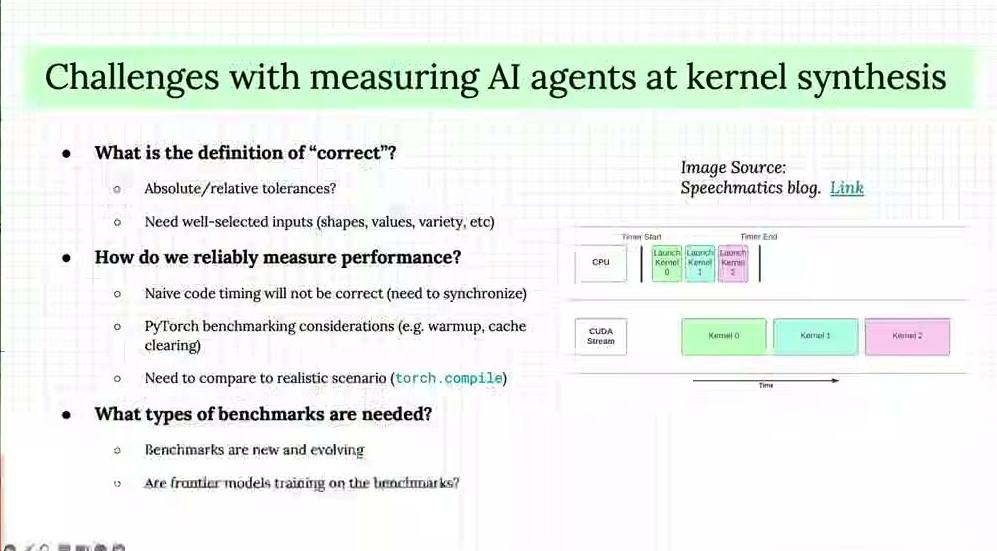 Challenges with measuring AI agents at kernel synthesis
● What is the definition of “correct”?
○ Absolute/relative tolerances?
○ Need well-selected inputs (shapes, values, variety, etc)
● How do we reliably measure performance?
○ Naive code timing will not be correct (need to synchronize)
○ PyTorch benchmarking considerations (e.g. warmup, cache
clearing)
○ Need to compare to realistic scenario (torch.compile)
● What types of benchmarks are needed?
○ Benchmarks are new and evolving
○ Are frontier models training on the benchmarks?
Image Source:
Speechmatics blog. Link
Timer Start
Timer End
CPU
Launch
Kernel
0
Launch
Kernel
1
Launch
Kernel
2
CUDA
Stream
Kernel 0
Kernel 1
Kernel 2
Time